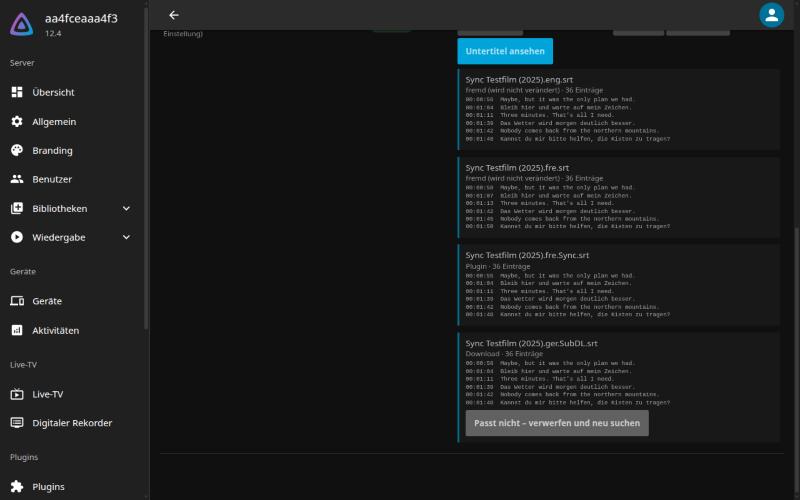 aa4fceaaa4f3
12.4
Server
Übersicht
Allgemein
Branding
Benutzer
Bibliotheken
Wiedergabe
Geräte
Geräte
Aktivitäten
Live-TV
Live-TV
Digitaler Rekorder
Plugins
Plugins
Einstellung)
Untertitel ansehen
Sync Testfilm (2025).eng.srt
fremd (wird nicht verändert) · 36 Einträge
00:00:56 Maybe, but it was the only plan we had.
00:01:04 Bleib hier und warte auf mein Zeichen.
00:01:11 Three minutes. That's all I need.
00:01:39 Das Wetter wird morgen deutlich besser.
00:01:42 Nobody comes back from the northern mountains.
00:01:48 Kannst du mir bitte helfen, die Kisten zu tragen?
Sync Testfilm (2025).fre.srt
fremd (wird nicht verändert) · 36 Einträge
00:00:58 Maybe, but it was the only plan we had.
00:01:07 Bleib hier und warte auf mein Zeichen.
00:01:13 Three minutes. That's all I need.
00:01:42 Das Wetter wird morgen deutlich besser.
00:01:45 Nobody comes back from the northern mountains.
00:01:50 Kannst du mir bitte helfen, die Kisten zu tragen?
Sync Testfilm (2025).fre.Sync.srt
Plugin · 36 Einträge
00:00:56 Maybe, but it was the only plan we had.
00:01:04 Bleib hier und warte auf mein Zeichen.
00:01:11 Three minutes. That's all I need.
00:01:39 Das Wetter wird morgen deutlich besser.
00:01:42 Nobody comes back from the northern mountains.
00:01:48 Kannst du mir bitte helfen, die Kisten zu tragen?
Sync Testfilm (2025).ger.SubDL.srt
Download · 36 Einträge
00:00:56 Maybe, but it was the only plan we had.
00:01:04 Bleib hier und warte auf mein Zeichen.
00:01:11 Three minutes. That's all I need.
00:01:39 Das Wetter wird morgen deutlich besser.
00:01:42 Nobody comes back from the northern mountains.
00:01:48 Kannst du mir bitte helfen, die Kisten zu tragen?
Passt nicht – verwerfen und neu suchen